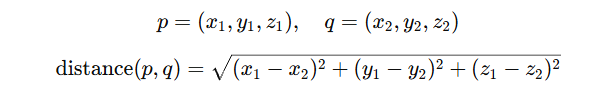 p = (x₁, y₁, z₁),  q = (x₂, y₂, z₂)
distance(p, q) = √((x₁ − x₂)² + (y₁ − y₂)² + (z₁ − z₂)²)